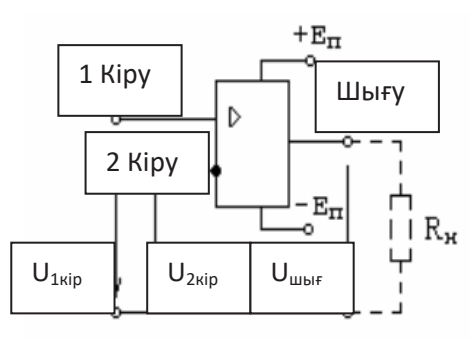 +Eп
1 Кіру
Шығу
2 Кіру
-Eп
Rн
U1кір
U2кір
Uшығ